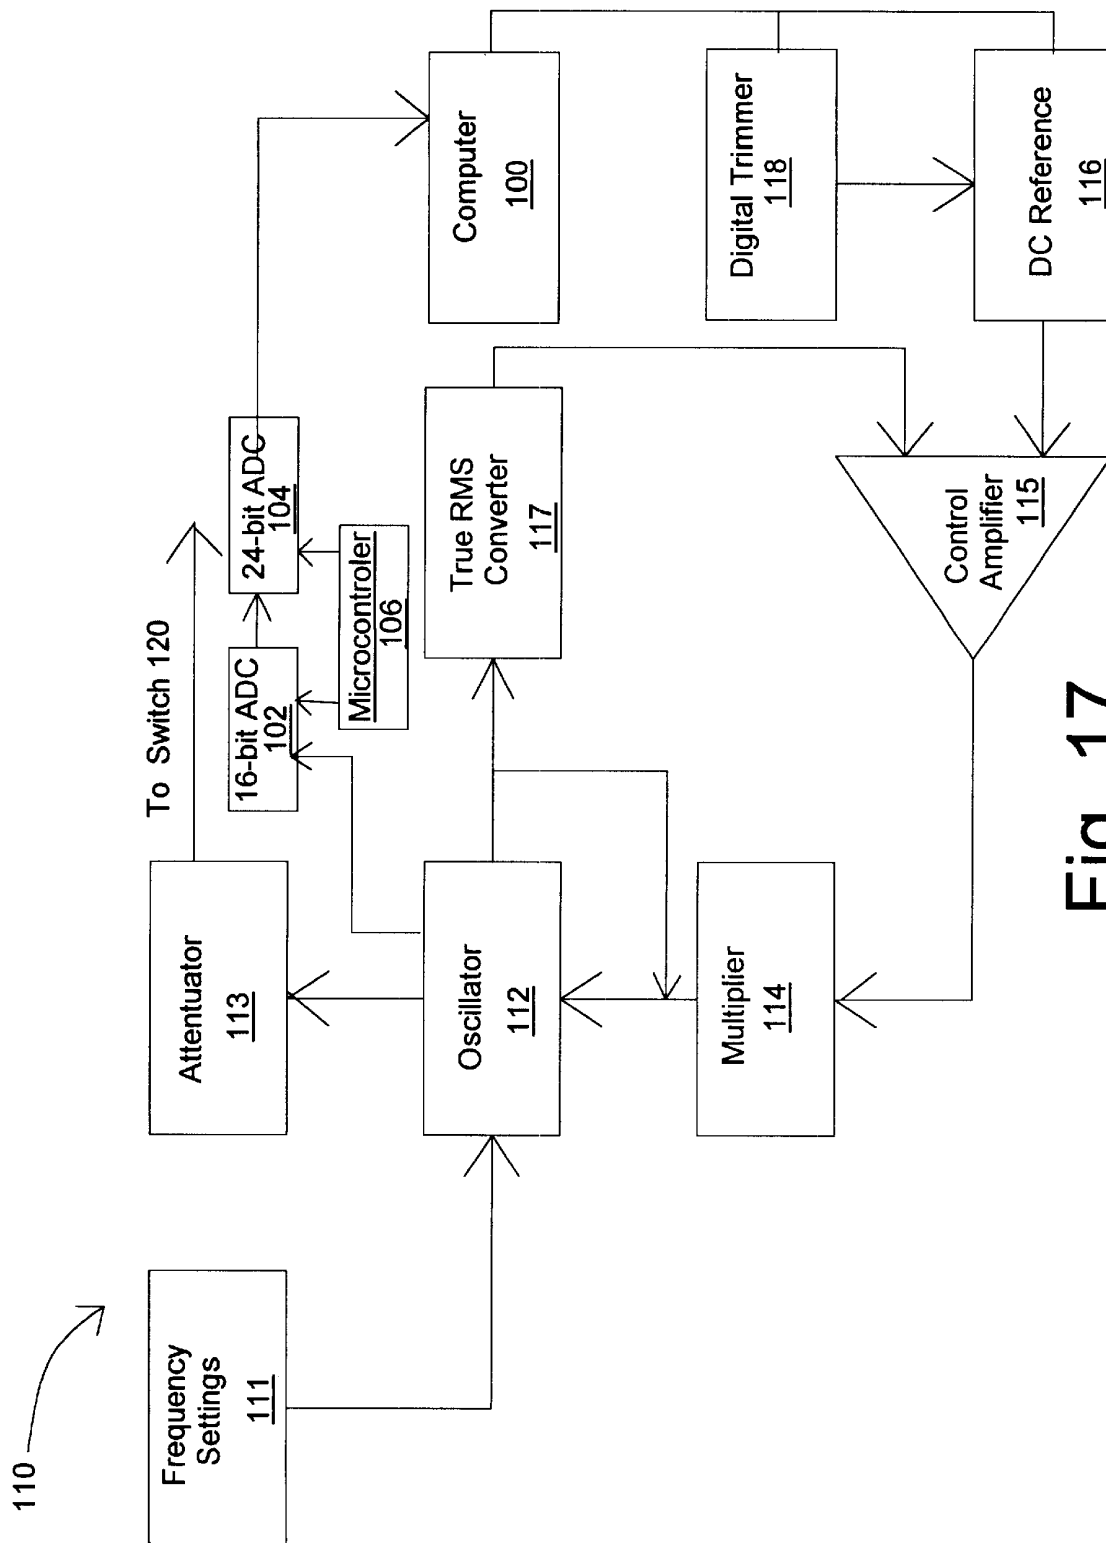 110
Frequency
Settings
111
Attentuator
113
To Switch 120
16-bit ADC
102
24-bit ADC
104
Microcontroler
106
Oscillator
112
True RMS
Converter
117
Computer
100
Multiplier
114
Digital Trimmer
118
Control
Amplifier
115
DC Reference
116
Fig. 17